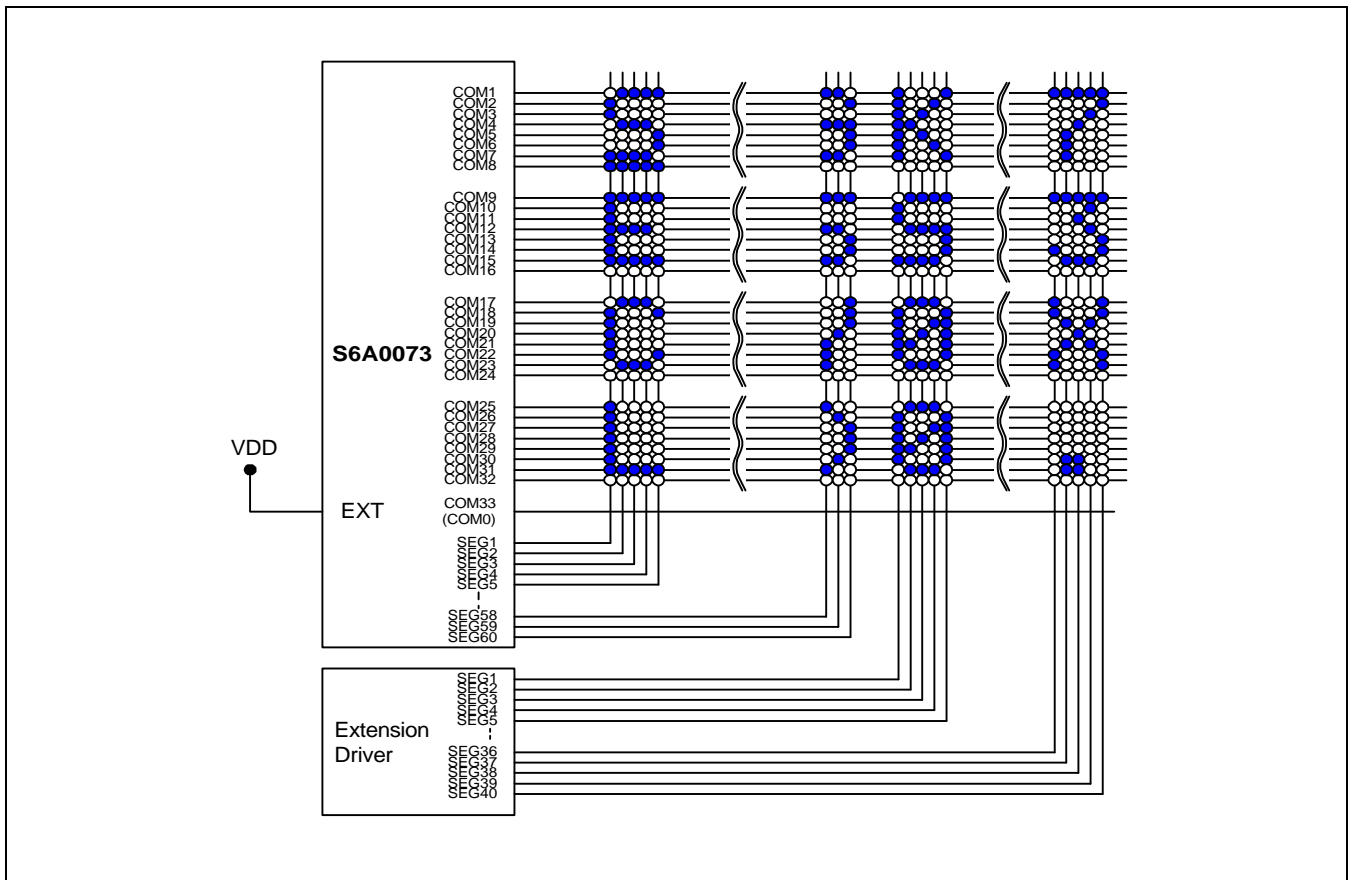 COM1
COM2
COM3
COM4
COM5
COM6
COM7
COM8
COM9
COM10
COM11
COM12
COM13
COM14
COM15
COM16
COM17
COM18
COM19
COM20
COM21
COM22
COM23
COM24
S6A0073
COM25
COM26
COM27
COM28
COM29
COM30
COM31
COM32
VDD
EXT
COM33
(COM0)
SEG1
SEG2
SEG3
SEG4
SEG5
SEG58
SEG59
SEG60
Extension
Driver
SEG1
SEG2
SEG3
SEG4
SEG5
SEG36
SEG37
SEG38
SEG39
SEG40